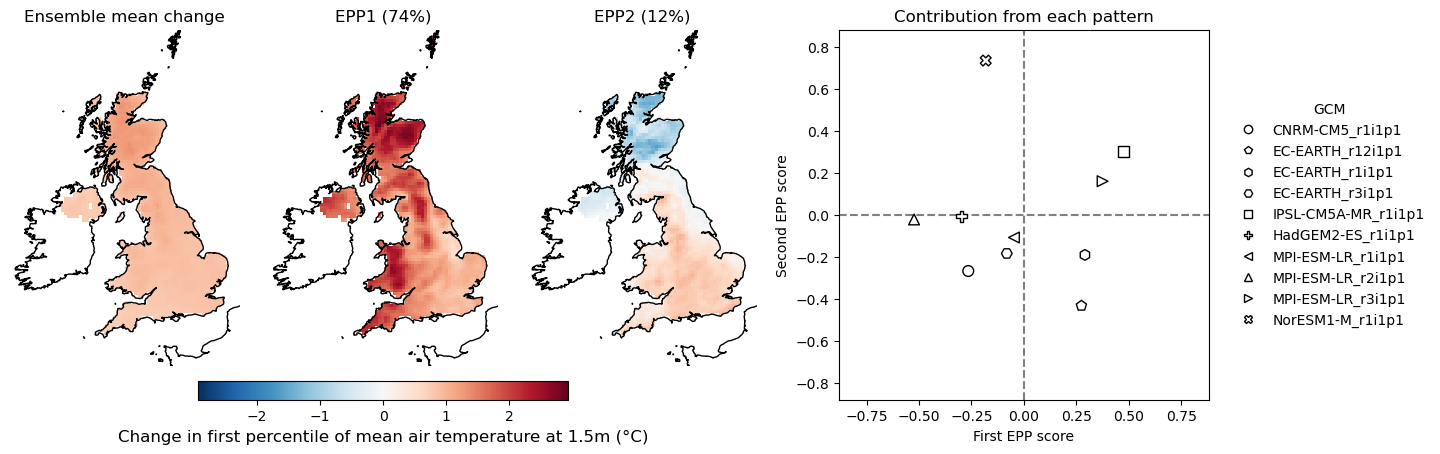 Ensemble mean change
EPP1 (74%)
EPP2 (12%)
−2
−1
0
1
2
Change in first percentile of mean air temperature at 1.5m (°C)
Contribution from each pattern
Second EPP score
0.8
0.6
0.4
0.2
0.0
−0.2
−0.4
−0.6
−0.8
−0.75
−0.50
−0.25
0.00
0.25
0.50
0.75
First EPP score
GCM
CNRM-CM5_r1i1p1
EC-EARTH_r12i1p1
EC-EARTH_r1i1p1
EC-EARTH_r3i1p1
IPSL-CM5A-MR_r1i1p1
HadGEM2-ES_r1i1p1
MPI-ESM-LR_r1i1p1
MPI-ESM-LR_r2i1p1
MPI-ESM-LR_r3i1p1
NorESM1-M_r1i1p1